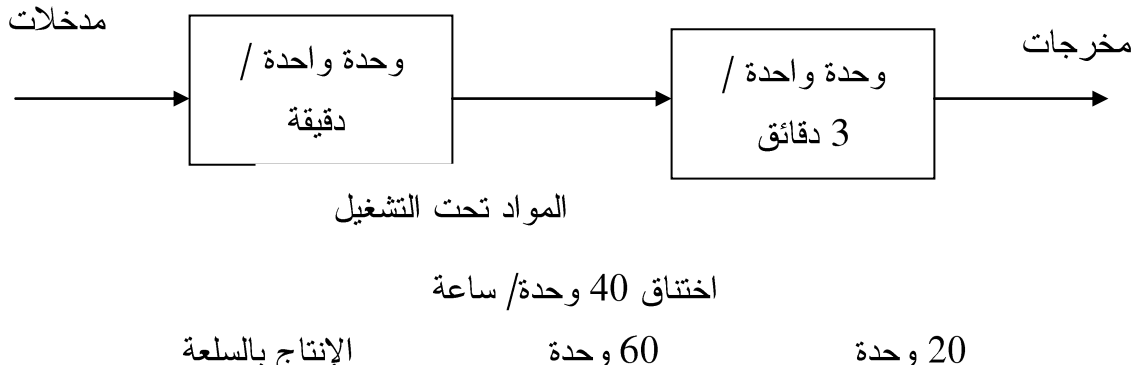 مدخلات
وحدة واحدة /
دقيقة
وحدة واحدة /
3 دقائق
مخرجات
المواد تحت التشغيل
اختناق 40 وحدة/ ساعة
الإنتاج بالسلعة 60 وحدة 20 وحدة